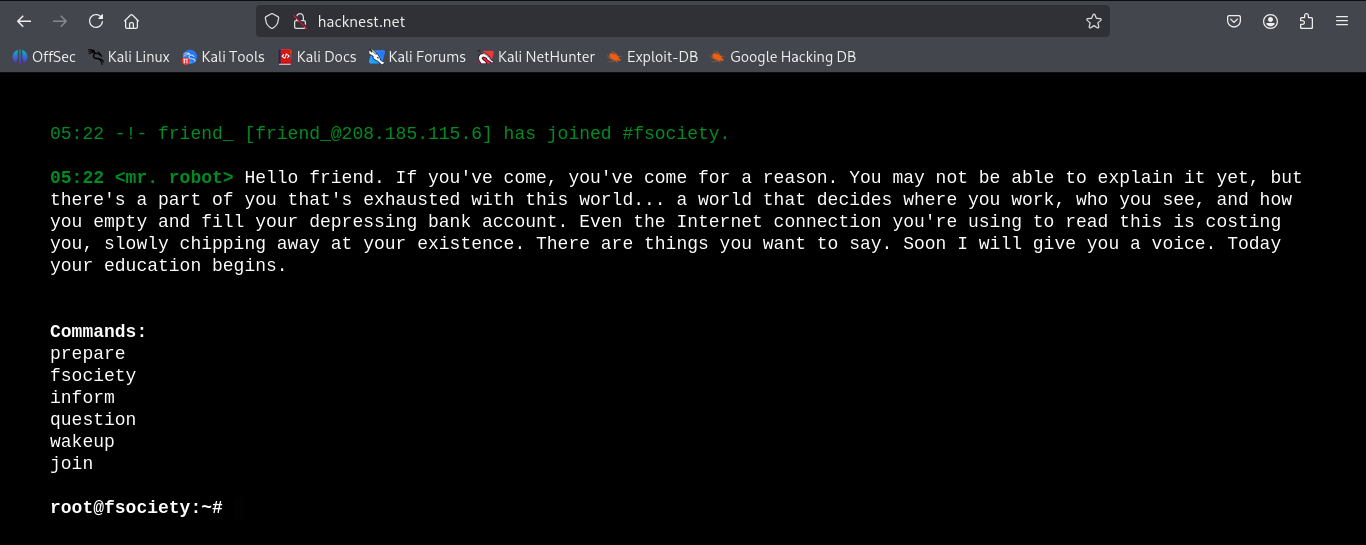 hacknest.net
OffSec Kali Linux Kali Tools Kali Docs Kali Forums Kali NetHunter Exploit-DB Google Hacking DB
05:22 -!- friend_ [friend_@208.185.115.6] has joined #fsociety.
05:22 <mr. robot> Hello friend. If you've come, you've come for a reason. You may not be able to explain it yet, but
there's a part of you that's exhausted with this world... a world that decides where you work, who you see, and how
you empty and fill your depressing bank account. Even the Internet connection you're using to read this is costing
you, slowly chipping away at your existence. There are things you want to say. Soon I will give you a voice. Today
your education begins.
Commands:
prepare
fsociety
inform
question
wakeup
join
root@fsociety:~#